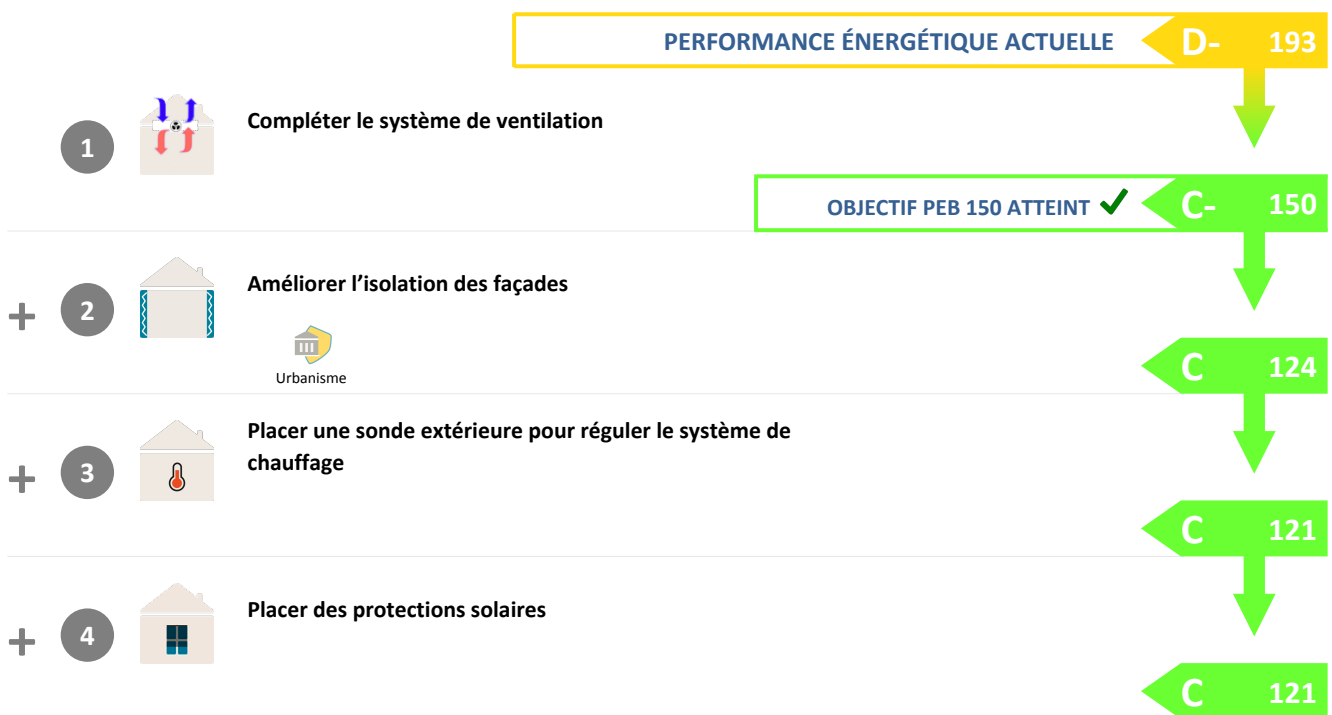 PERFORMANCE ÉNERGÉTIQUE ACTUELLE D- 193
1 Compléter le système de ventilation
OBJECTIF PEB 150 ATTEINT ✔ C- 150
+ 2 Améliorer l’isolation des façades
Urbanisme
C 124
+ 3 Placer une sonde extérieure pour réguler le système de
chauffage
C 121
+ 4 Placer des protections solaires
C 121